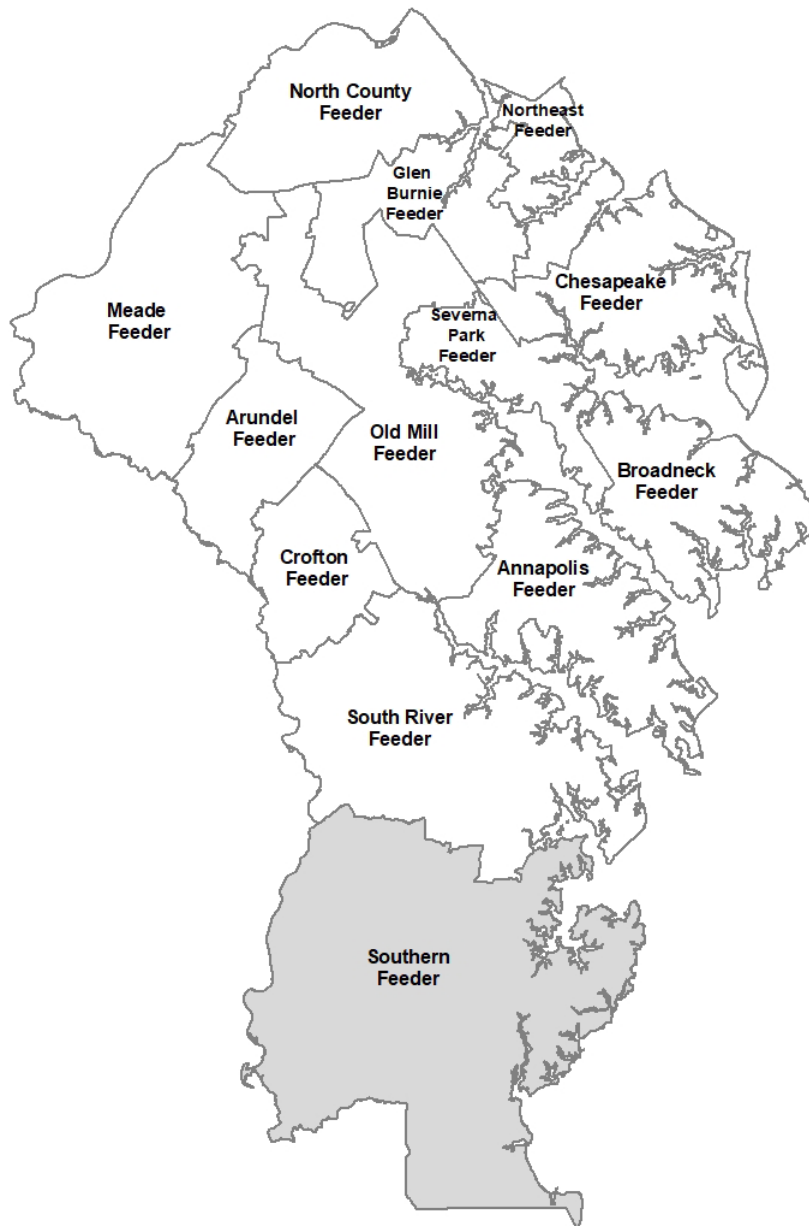 North County
Feeder
Northeast
Feeder
Glen
Burnie
Feeder
Chesapeake
Feeder
Meade
Feeder
Severna
Park
Feeder
Arundel
Feeder
Old Mill
Feeder
Broadneck
Feeder
Crofton
Feeder
Annapolis
Feeder
South River
Feeder
Southern
Feeder